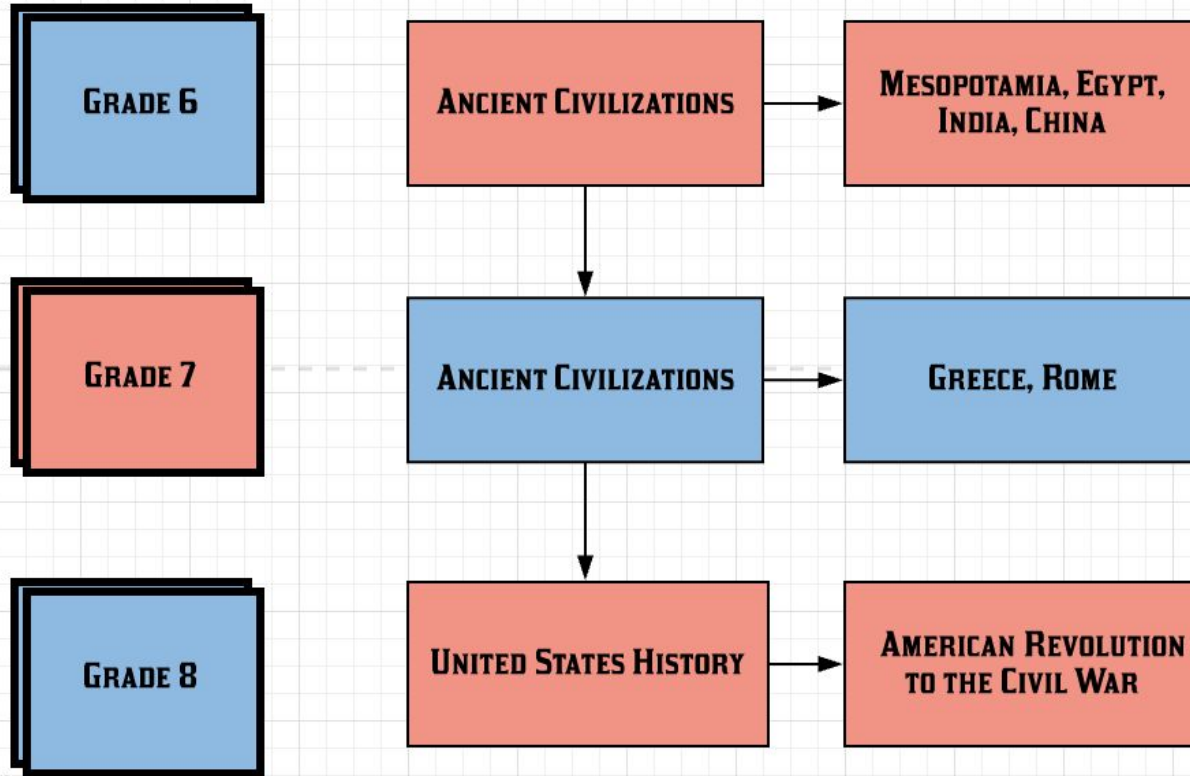 GRADE 6
ANCIENT CIVILIZATIONS
MESOPOTAMIA, EGYPT,
INDIA, CHINA
GRADE 7
ANCIENT CIVILIZATIONS
GREECE, ROME
GRADE 8
UNITED STATES HISTORY
AMERICAN REVOLUTION
TO THE CIVIL WAR